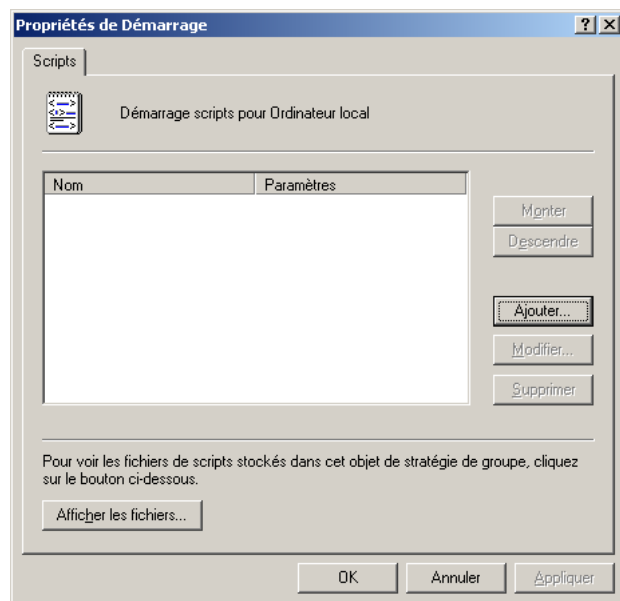 Propriétés de Démarrage
Scripts
Démarrage scripts pour Ordinateur local
Nom Paramètres
Monter
Descendre
Ajouter...
Modifier...
Supprimer
Pour voir les fichiers de scripts stockés dans cet objet de stratégie de groupe, cliquez
sur le bouton ci-dessous.
Afficher les fichiers...
OK Annuler Appliquer